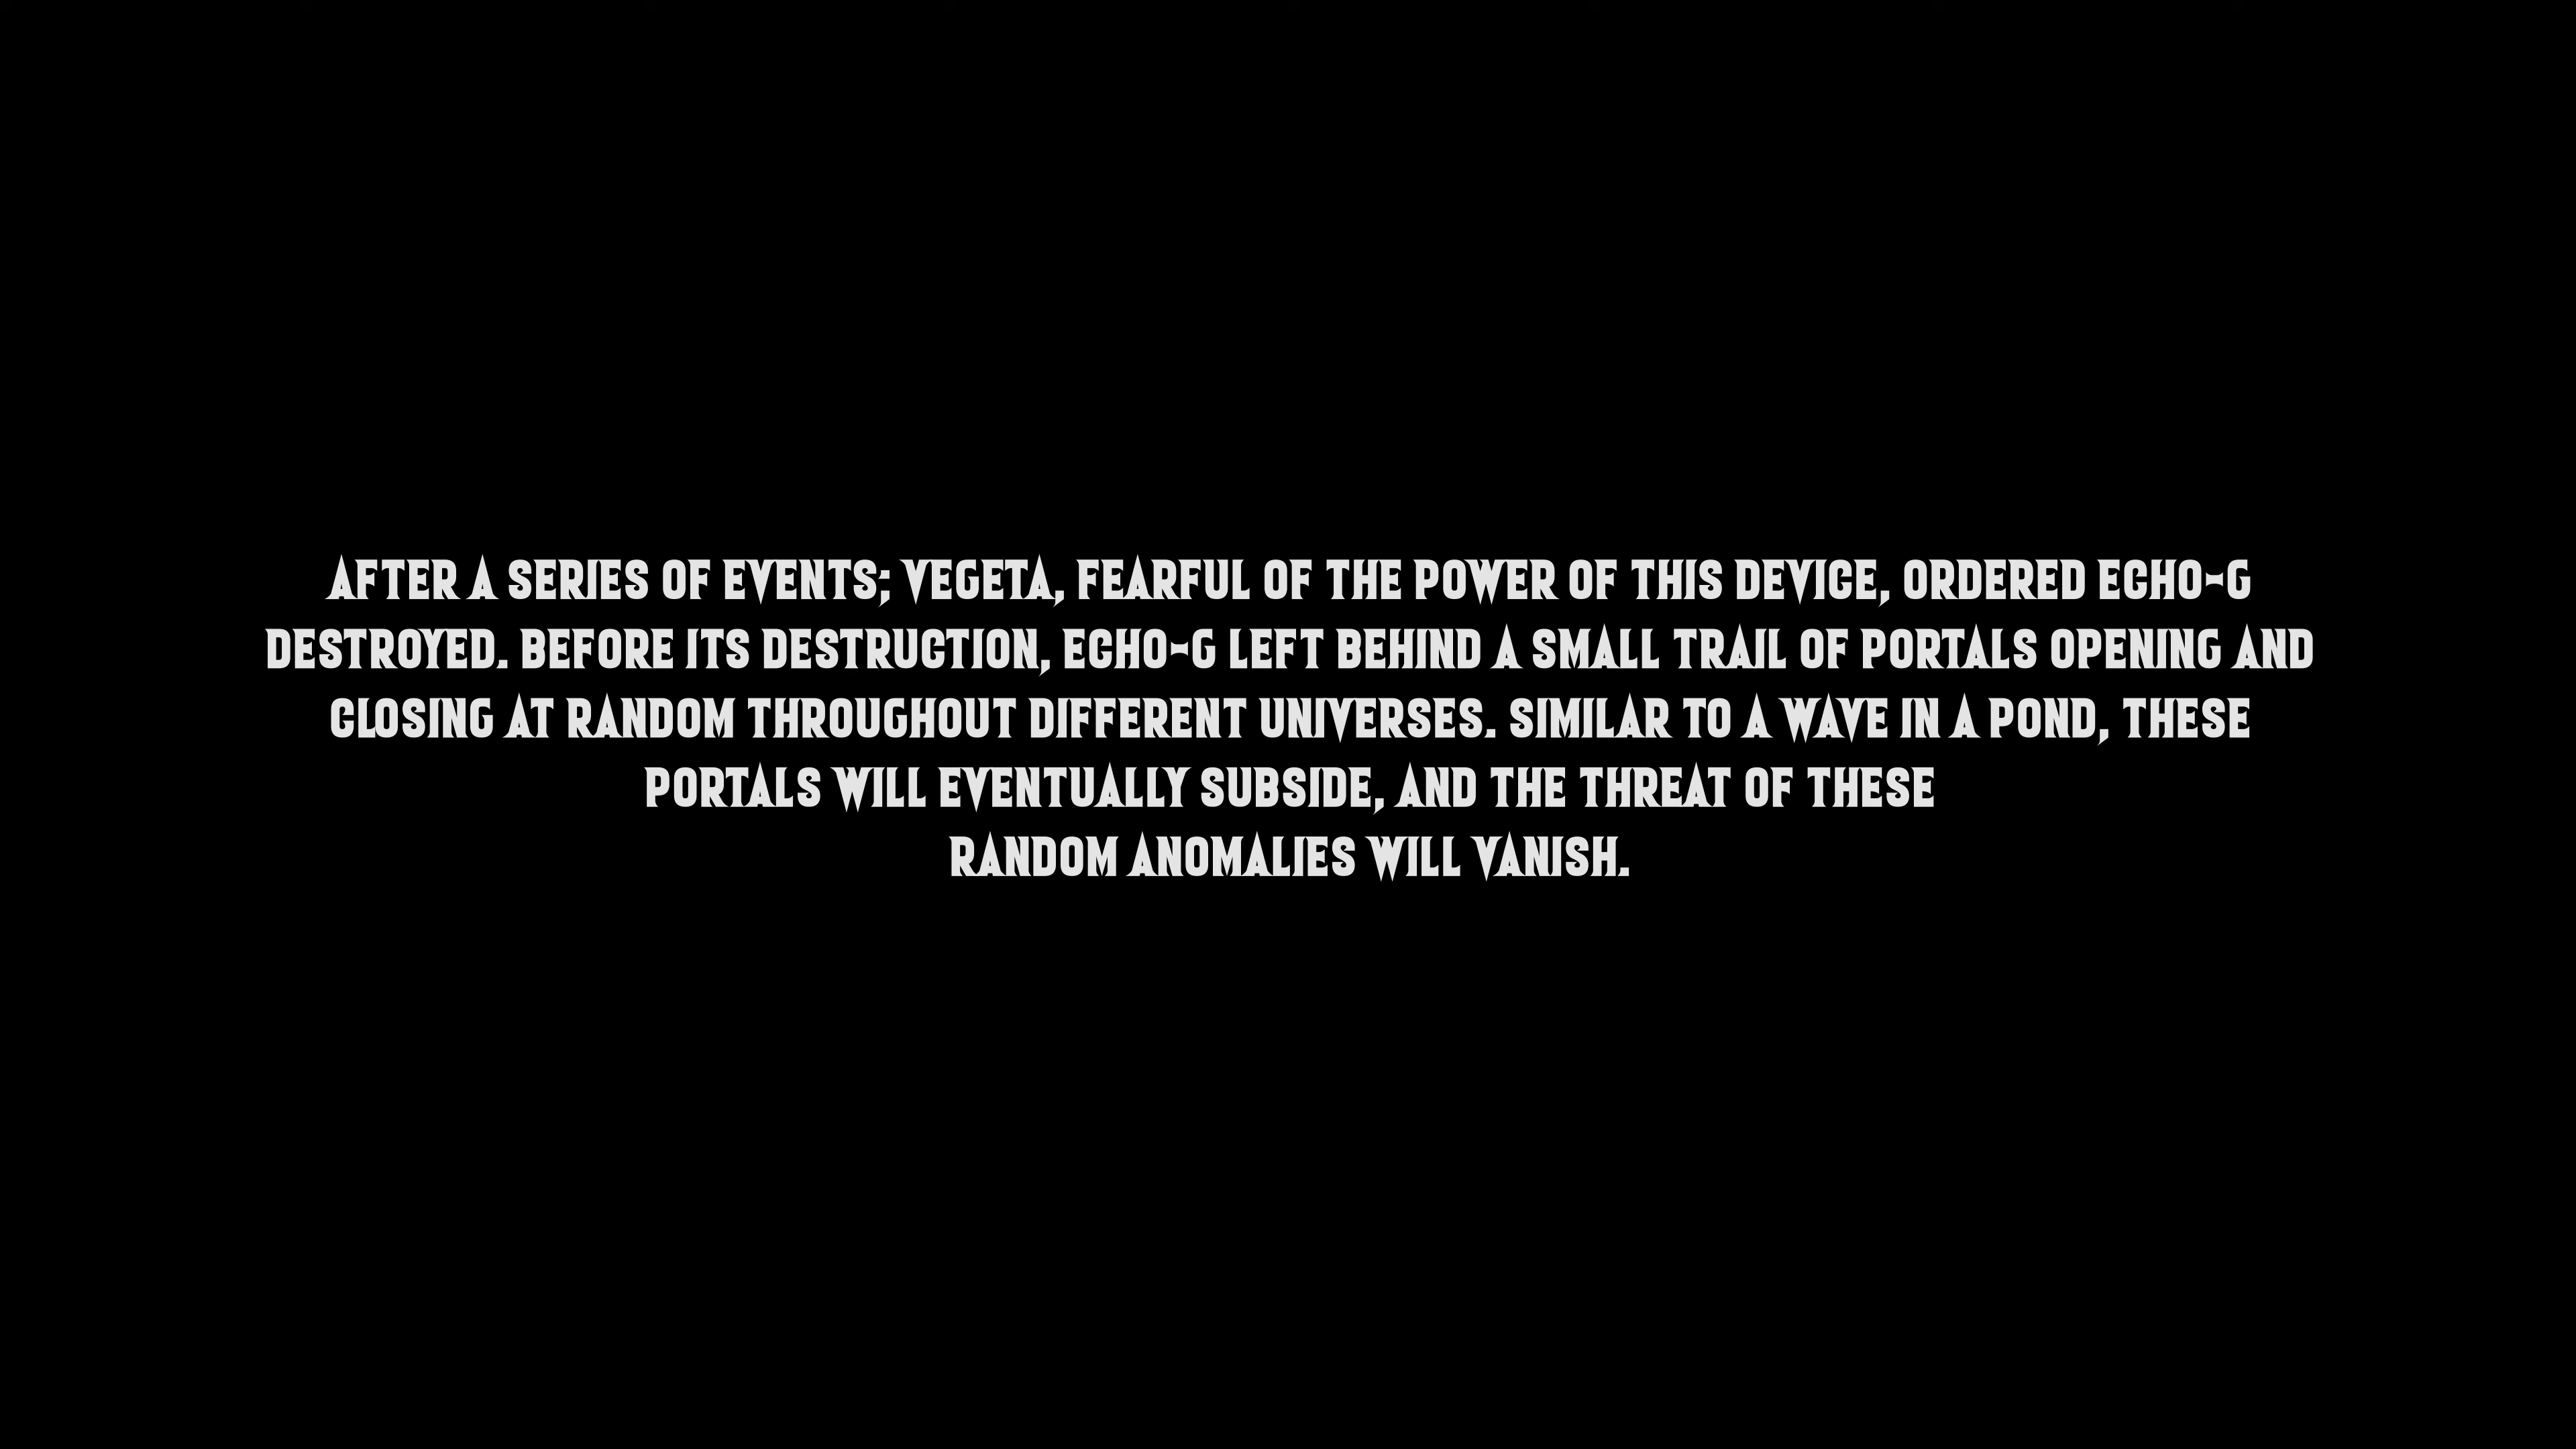 AFTER A SERIES OF EVENTS; VEGETA, FEARFUL OF THE POWER OF THIS DEVICE, ORDERED ECHO-G
DESTROYED. BEFORE ITS DESTRUCTION, ECHO-G LEFT BEHIND A SMALL TRAIL OF PORTALS OPENING AND
CLOSING AT RANDOM THROUGHOUT DIFFERENT UNIVERSES. SIMILAR TO A WAVE IN A POND, THESE
PORTALS WILL EVENTUALLY SUBSIDE, AND THE THREAT OF THESE
RANDOM ANOMALIES WILL VANISH.